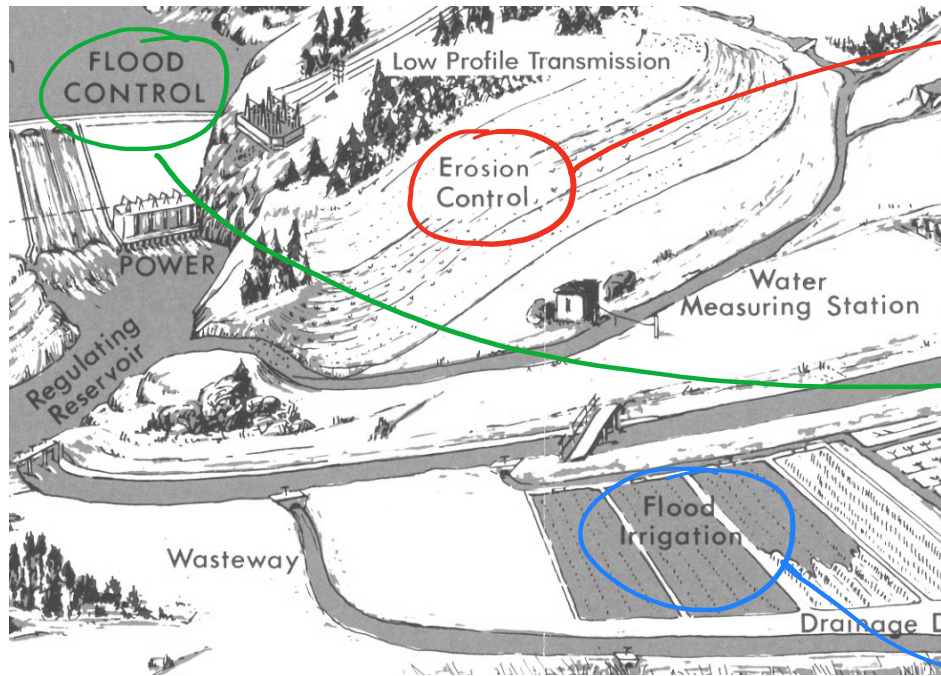 FLOOD
CONTROL
Low Profile Transmission
Erosion
Control
POWER
Water
Measuring Station
Regulating
Reservoir
Flood
Irrigation
Wasteway
Drainage D